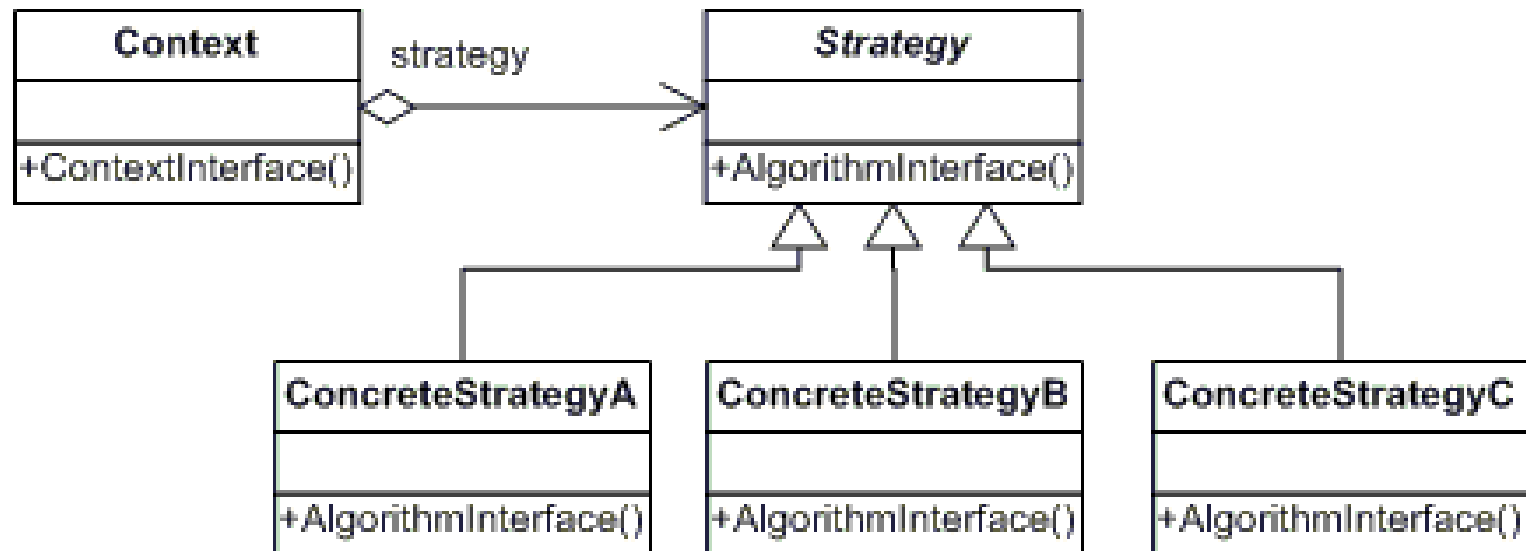 Context
strategy
Strategy
+ContextInterface()
+AlgorithmInterface()
ConcreteStrategyA
ConcreteStrategyB
ConcreteStrategyC
+AlgorithmInterface()
+AlgorithmInterface()
+AlgorithmInterface()